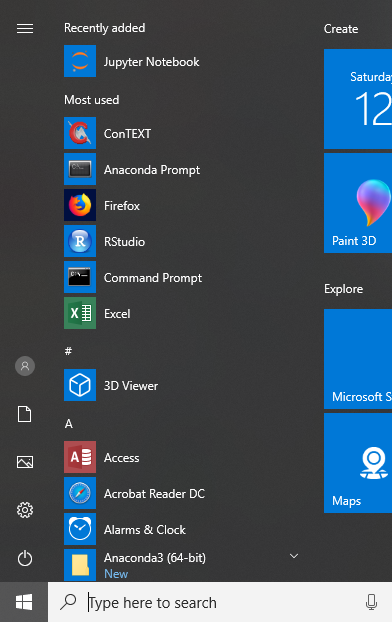 Recently added
Jupyter Notebook
Most used
ConTEXT
Anaconda Prompt
Firefox
RStudio
Command Prompt
Excel
#
3D Viewer
A
Access
Acrobat Reader DC
Alarms & Clock
Anaconda3 (64-bit)
New
Create
Saturday
12
Paint 3D
Explore
Microsoft S
Maps
Type here to search